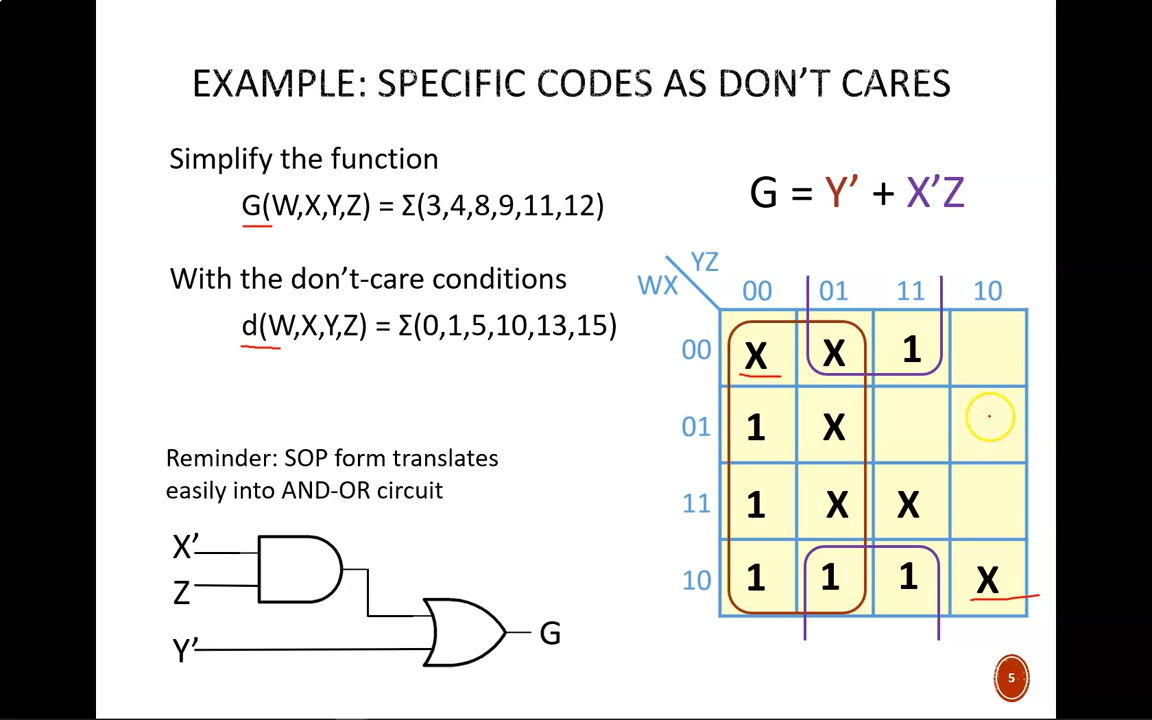 EXAMPLE: SPECIFIC CODES AS DON'T CARES
Simplify the function
G(W,X,Y,Z) = Σ(3,4,8,9,11,12)
With the don't-care conditions
d(W,X,Y,Z) = Σ(0,1,5,10,13,15)
Reminder: SOP form translates
easily into AND-OR circuit
X'
Z
Y'
G
G = Y' + X'Z
YZ
WX
00 01 11 10
00 X X 1
01 1 X
11 1 X X
10 1 1 1 X
5